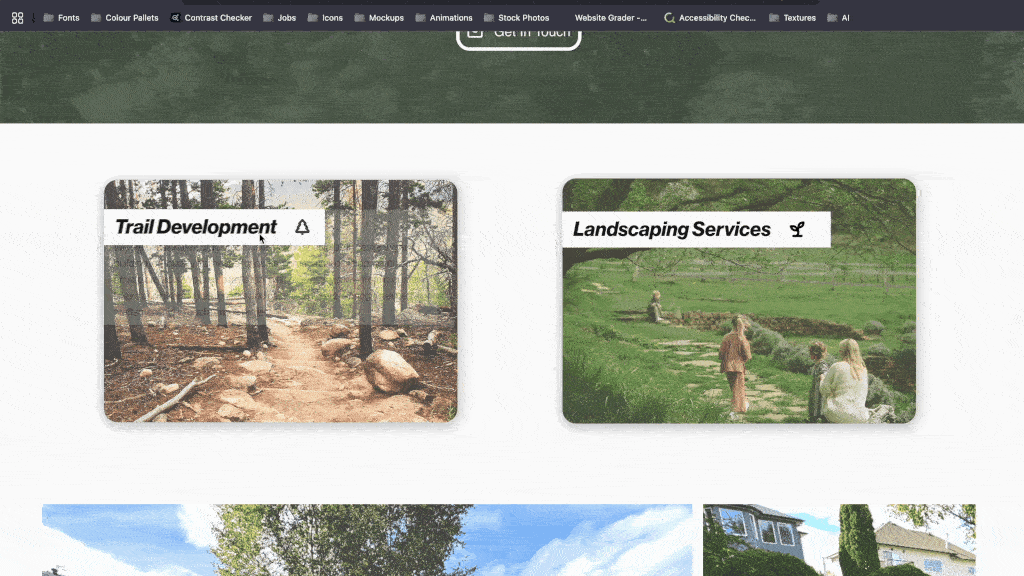 Fonts Colour Pallets Contrast Checker Jobs Icons Mockups Animations Stock Photos Website Grader -... Accessibility Chec... Textures AI
Get In Touch
Trail Development
Landscaping Services